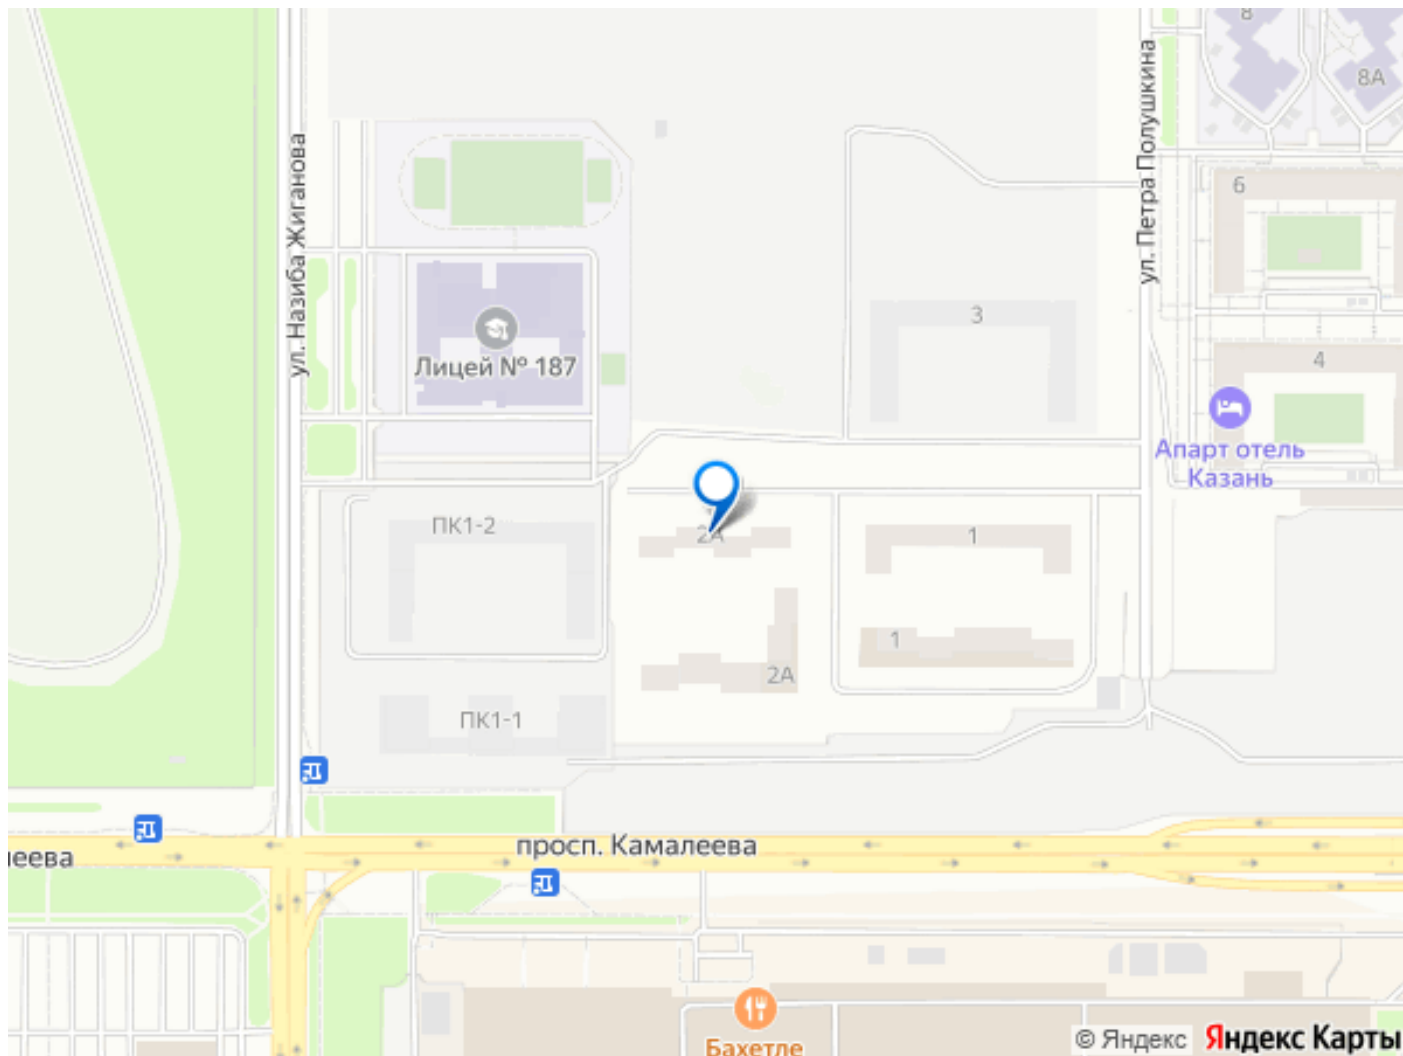 8
8А
ул. Петра Полушкина
ул. Назиба Жиганова
6
3
Лицей № 187
4
Апарт отель
Казань
ПК1-2
2А
1
1
2А
ПК1-1
просп. Камалеева
леева
Бахетле
© Яндекс Яндекс Карты